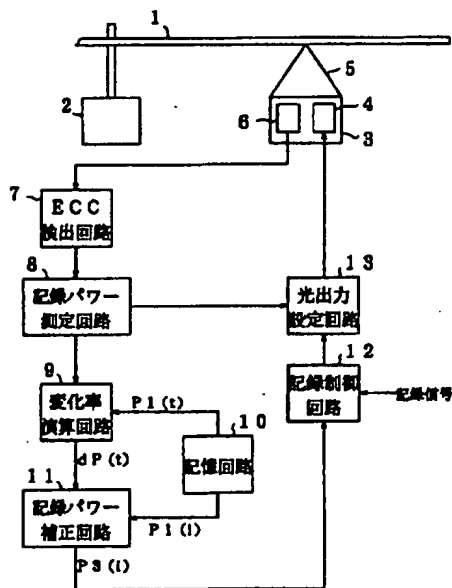 1
2
5
6
4
3
7
ECC
検出回路
8
記録パワー
測定回路
13
光出力
設定回路
9
変化率
演算回路
P1(t)
10
記憶回路
12
記録制御
回路
記録信号
dP(t)
11
記録パワー
補正回路
P1(i)
P3(i)